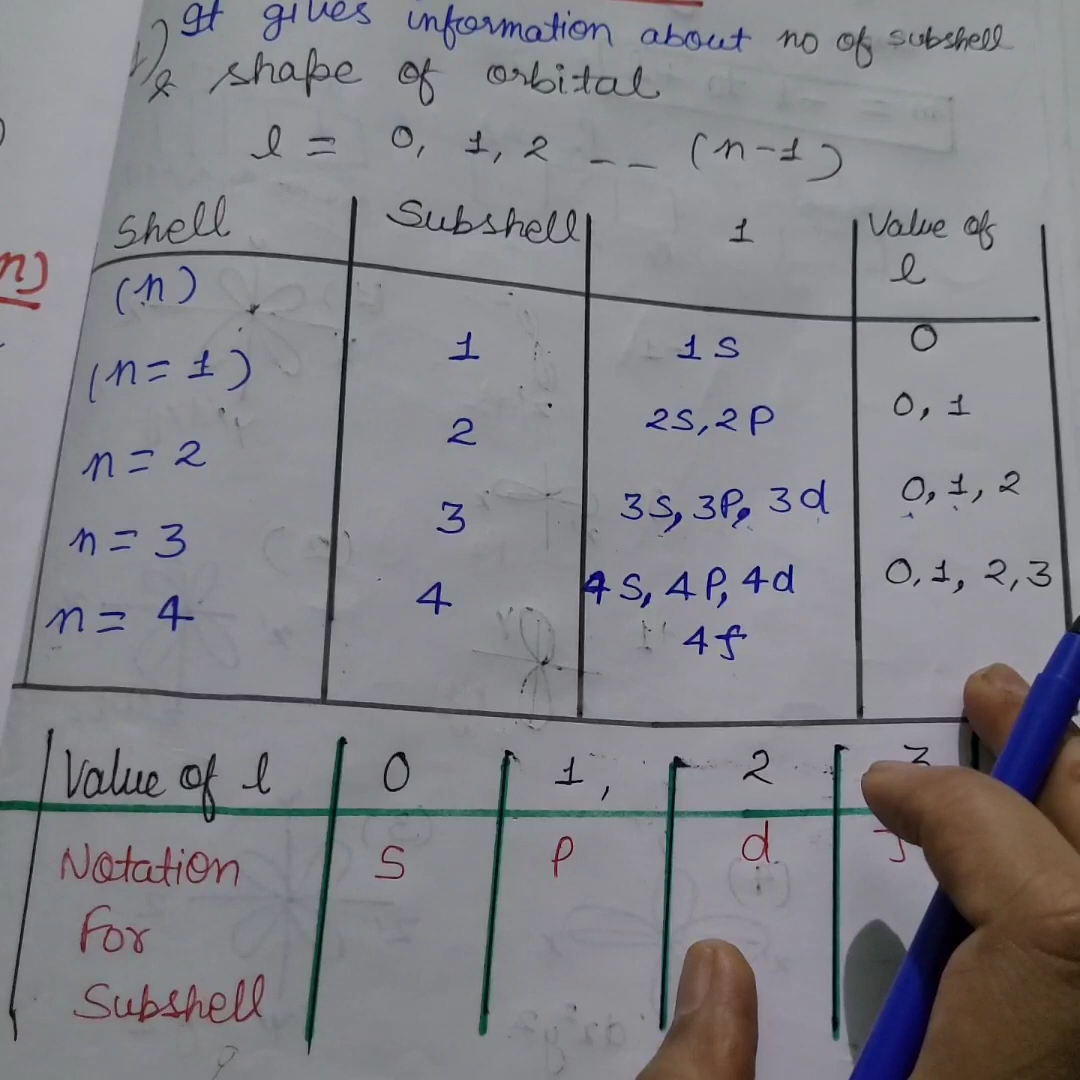 1) It gives information about no of subshell
& shape of orbital
l = 0, 1, 2 -- (n-1)
Shell Subshell 1 Value of l
(n)
(n = 1) 1 1s 0
n = 2 2 2s, 2p 0, 1
n = 3 3 3s, 3p, 3d 0, 1, 2
n = 4 4 4s, 4p, 4d 0, 1, 2, 3
4f
n)
Value of l 0 1, 2 3
Notation s p d f
For
Subshell